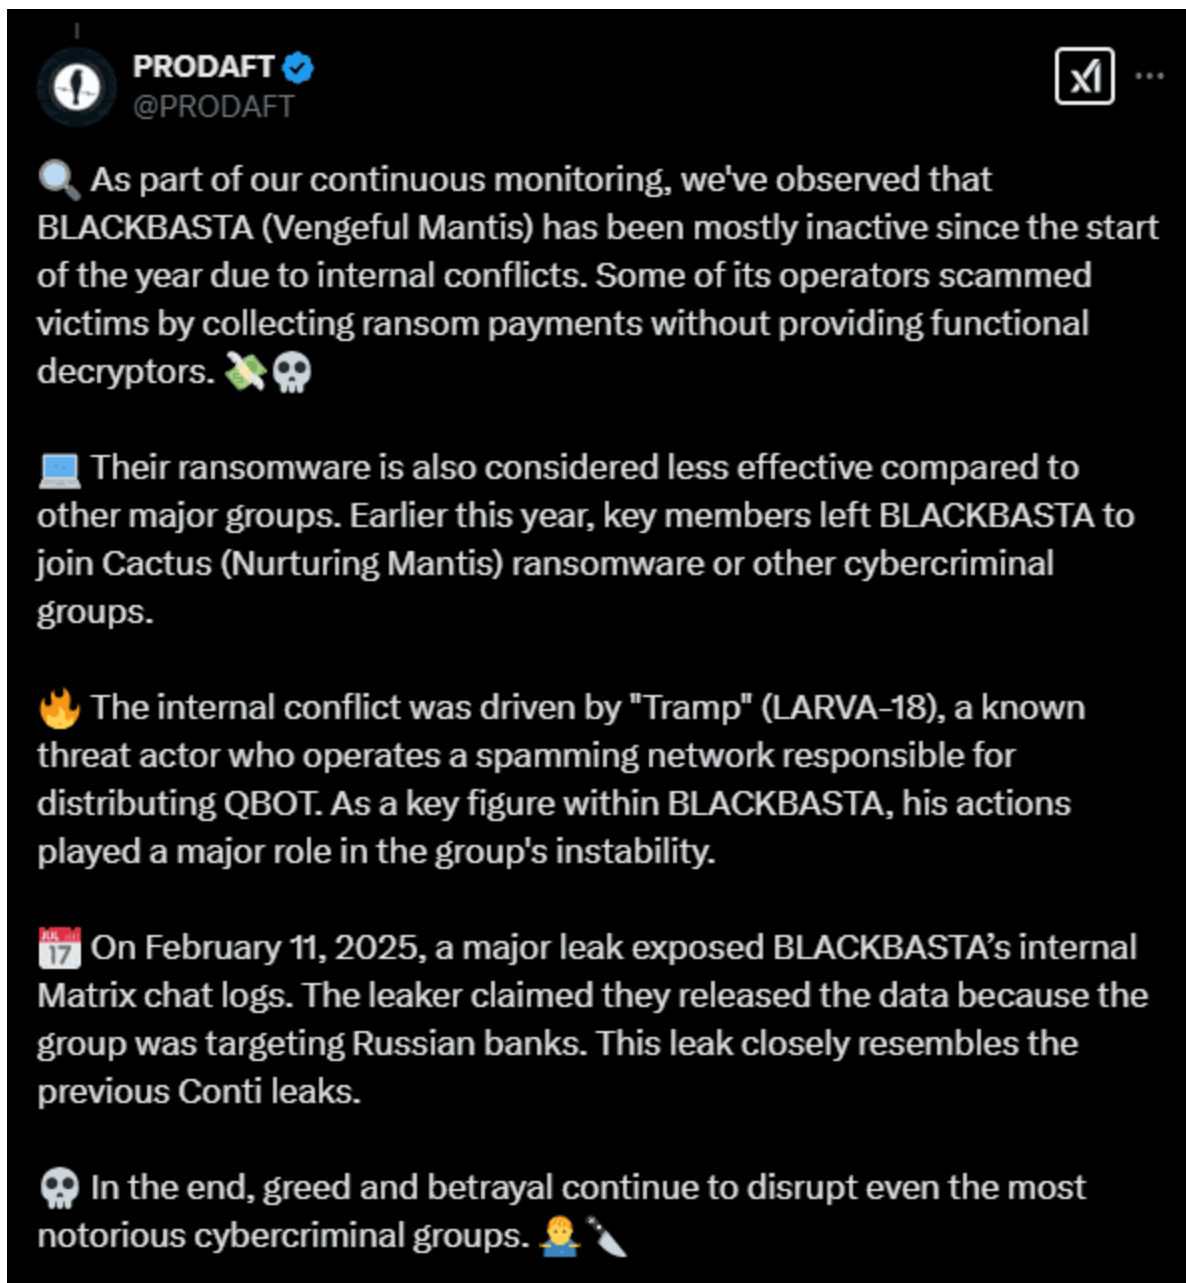 PRODAFT
@PRODAFT
As part of our continuous monitoring, we've observed that
BLACKBASTA (Vengeful Mantis) has been mostly inactive since the start
of the year due to internal conflicts. Some of its operators scammed
victims by collecting ransom payments without providing functional
decryptors. 💸💀
💻 Their ransomware is also considered less effective compared to
other major groups. Earlier this year, key members left BLACKBASTA to
join Cactus (Nurturing Mantis) ransomware or other cybercriminal
groups.
🔥 The internal conflict was driven by "Tramp" (LARVA-18), a known
threat actor who operates a spamming network responsible for
distributing QBOT. As a key figure within BLACKBASTA, his actions
played a major role in the group's instability.
📅 On February 11, 2025, a major leak exposed BLACKBASTA’s internal
Matrix chat logs. The leaker claimed they released the data because the
group was targeting Russian banks. This leak closely resembles the
previous Conti leaks.
💀 In the end, greed and betrayal continue to disrupt even the most
notorious cybercriminal groups. 🤷‍♂️🔪